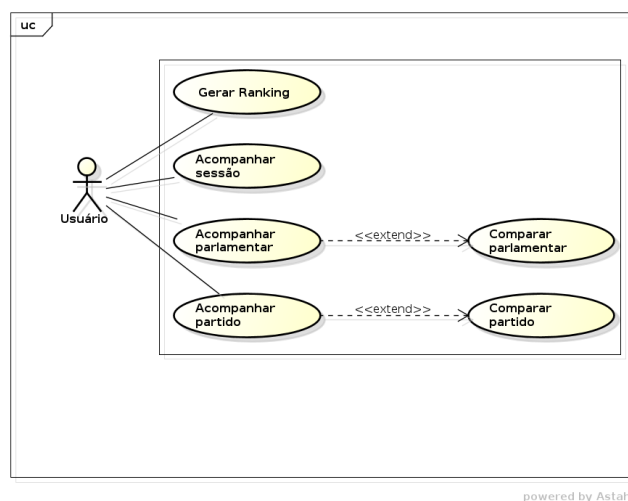 uc
Gerar Ranking
Acompanhar
sessão
Usuário
Acompanhar
parlamentar
<<extend>>
Comparar
parlamentar
Acompanhar
partido
<<extend>>
Comparar
partido
powered by Astah